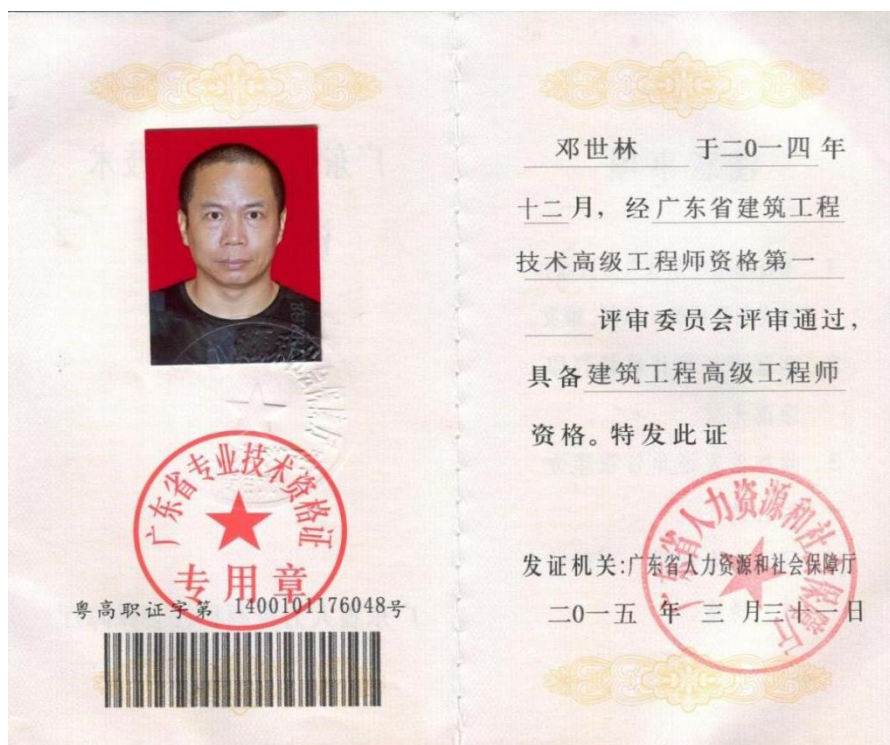 广东省专业技术资格证
专用章
粤高职证字第 1400101176048号
邓世林 于二0一四年
十二月，经广东省建筑工程
技术高级工程师资格第一
评审委员会评审通过，
具备建筑工程高级工程师
资格。特发此证
广东省人力资源和社会保障厅
发证机关:广东省人力资源和社会保障厅
二0一五 年 三 月三十一日